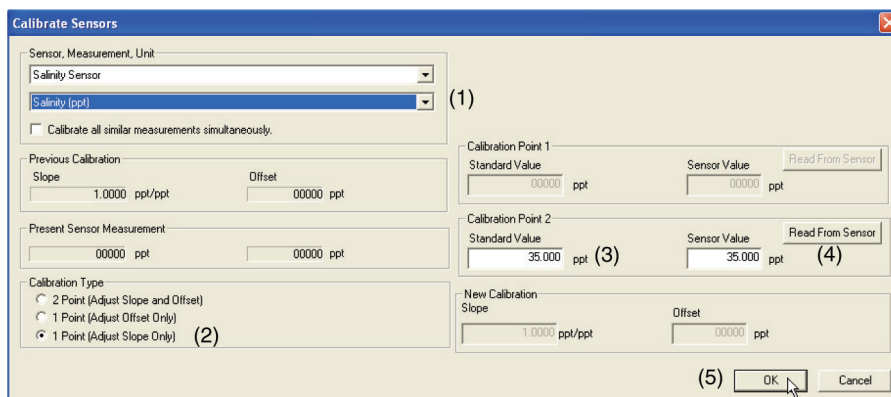 Calibrate Sensors
Sensor, Measurement, Unit
Salinity Sensor
Salinity (ppt)
(1)
Calibrate all similar measurements simultaneously.
Previous Calibration
Slope Offset
1.0000 ppt/ppt 00000 ppt
Present Sensor Measurement
00000 ppt 00000 ppt
Calibration Type
2 Point (Adjust Slope and Offset)
1 Point (Adjust Offset Only)
1 Point (Adjust Slope Only) (2)
Calibration Point 1
Standard Value Sensor Value Read From Sensor
00000 ppt 00000 ppt
Calibration Point 2
Standard Value Sensor Value Read From Sensor
35.000 ppt (3) 35.000 ppt (4)
New Calibration
Slope Offset
1.0000 ppt/ppt 00000 ppt
(5) OK Cancel